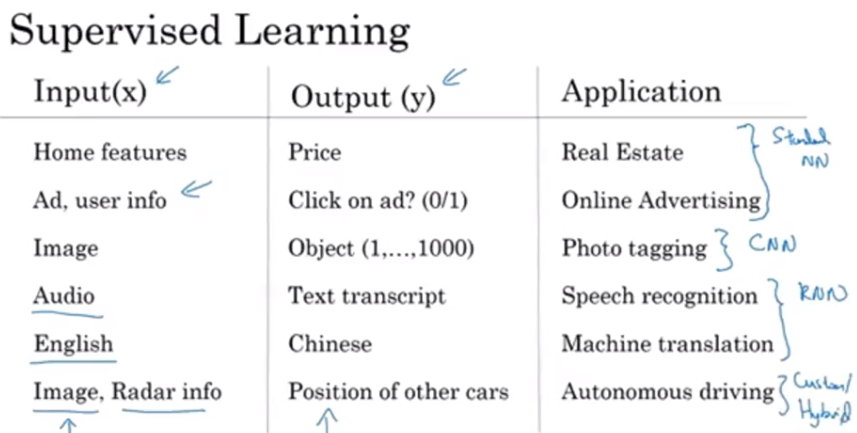 Supervised Learning
Input(x) Output (y) Application
Home features Price Real Estate
Standard NN
Ad, user info Click on ad? (0/1) Online Advertising
Image Object (1,...,1000) Photo tagging CNN
Audio Text transcript Speech recognition RNN
English Chinese Machine translation
Image, Radar info Position of other cars Autonomous driving Custom/
Hybrid